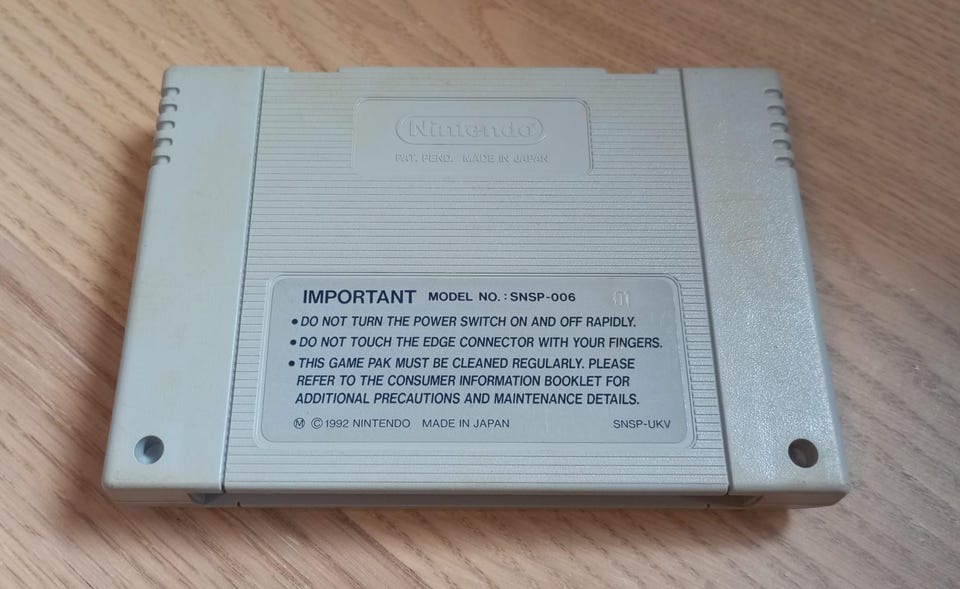 Nintendo
PAT. PEND. MADE IN JAPAN
IMPORTANT MODEL NO.: SNSP-006 01
• DO NOT TURN THE POWER SWITCH ON AND OFF RAPIDLY.
• DO NOT TOUCH THE EDGE CONNECTOR WITH YOUR FINGERS.
• THIS GAME PAK MUST BE CLEANED REGULARLY. PLEASE
REFER TO THE CONSUMER INFORMATION BOOKLET FOR
ADDITIONAL PRECAUTIONS AND MAINTENANCE DETAILS.
Ⓜ ©1992 NINTENDO MADE IN JAPAN SNSP-UKV